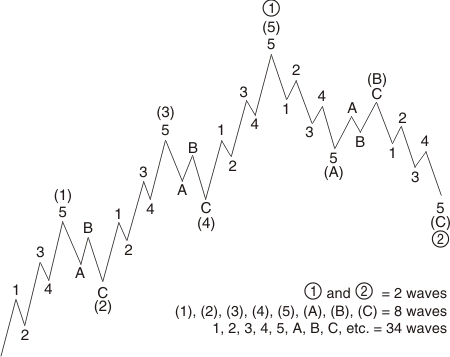 ①
(5)
5
(3)
5
(1)
5
3
4
A
B
C
(4)
1
2
3
4
1
2
3
4
5
(A)
A
B
(B)
C
1
2
3
4
5
(C)
②
1
2
3
4
A
B
C
(2)
1
2
3
4
① and ② = 2 waves
(1), (2), (3), (4), (5), (A), (B), (C) = 8 waves
1, 2, 3, 4, 5, A, B, C, etc. = 34 waves